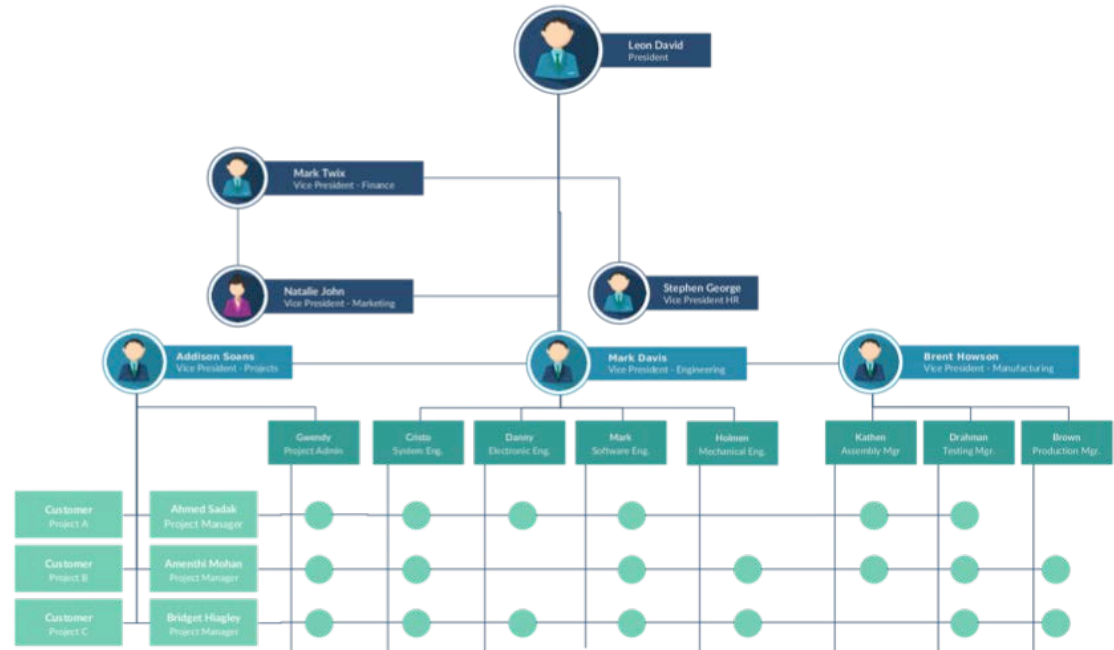 Leon David
President
Mark Twix
Vice President - Finance
Natalie John
Vice President - Marketing
Stephen George
Vice President HR
Addison Soans
Vice President - Projects
Mark Davis
Vice President - Engineering
Brent Howson
Vice President - Manufacturing
Gwendy
Project Admin
Cristo
System Eng.
Danny
Electronic Eng.
Mark
Software Eng.
Holmen
Mechanical Eng.
Kathen
Assembly Mgr
Drahman
Testing Mgr.
Brown
Production Mgr.
Customer
Project A
Ahmed Sadak
Project Manager
Customer
Project B
Amenthi Mohan
Project Manager
Customer
Project C
Bridget Hiagley
Project Manager